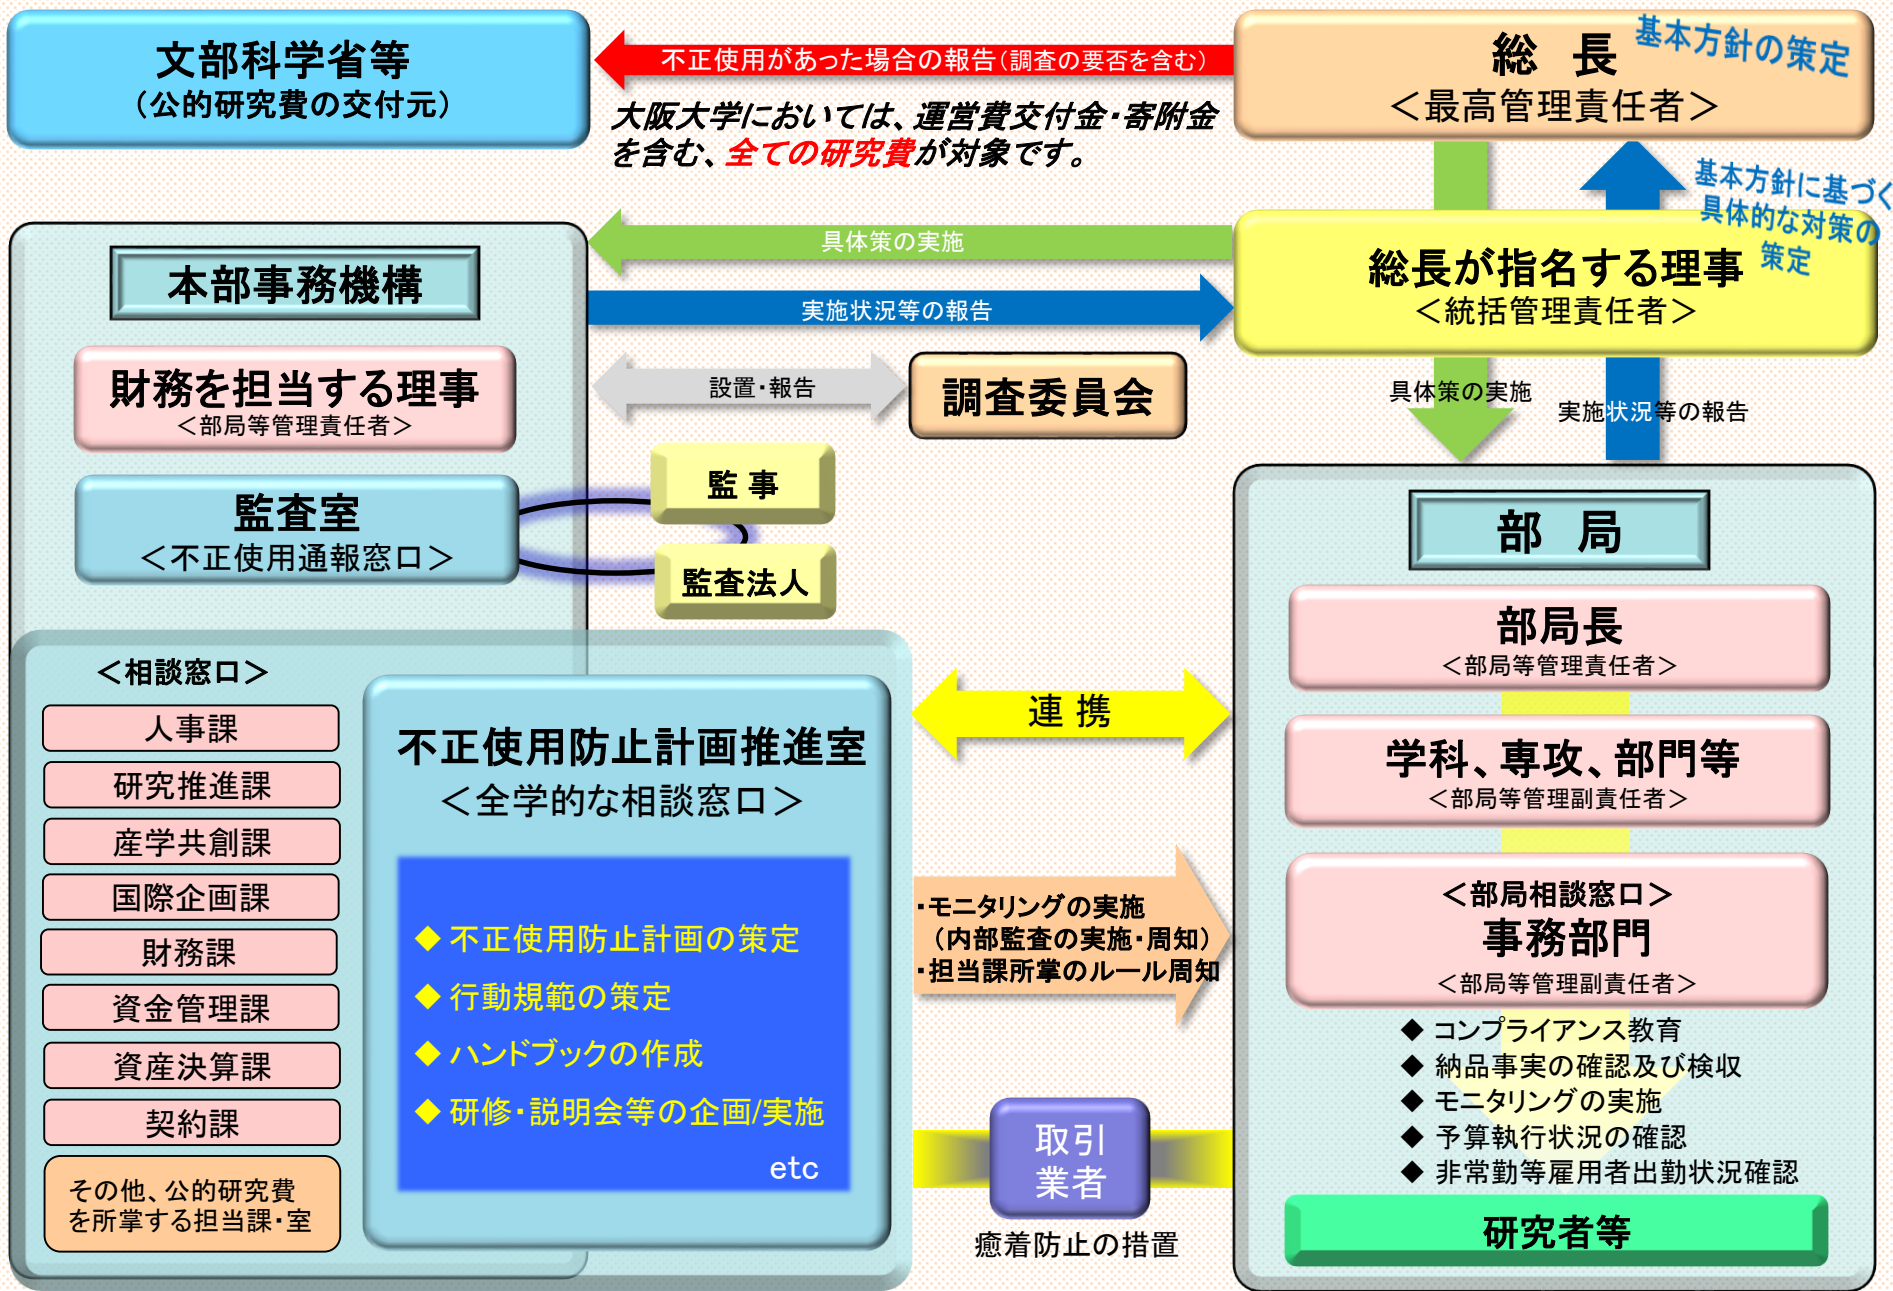 文部科学省等
（公的研究費の交付元）
不正使用があった場合の報告（調査の要否を含む）
総　長
＜最高管理責任者＞
基本方針の策定
大阪大学においては、運営費交付金・寄附金
を含む、全ての研究費が対象です。
基本方針に基づく
具体的な対策の
策定
総長が指名する理事
＜統括管理責任者＞
具体策の実施
実施状況等の報告
本部事務機構
財務を担当する理事
＜部局等管理責任者＞
設置・報告
調査委員会
具体策の実施
実施状況等の報告
監査室
＜不正使用通報窓口＞
監 事
監査法人
＜相談窓口＞
人事課
研究推進課
産学共創課
国際企画課
財務課
資金管理課
資産決算課
契約課
その他、公的研究費
を所掌する担当課・室
不正使用防止計画推進室
＜全学的な相談窓口＞
◆ 不正使用防止計画の策定
◆ 行動規範の策定
◆ ハンドブックの作成
◆ 研修・説明会等の企画/実施
etc
連 携
・モニタリングの実施
（内部監査の実施・周知）
・担当課所掌のルール周知
取引
業者
癒着防止の措置
部　局
部局長
＜部局等管理責任者＞
学科、専攻、部門等
＜部局等管理副責任者＞
＜部局相談窓口＞
事務部門
＜部局等管理副責任者＞
◆ コンプライアンス教育
◆ 納品事実の確認及び検収
◆ モニタリングの実施
◆ 予算執行状況の確認
◆ 非常勤等雇用者出勤状況確認
研究者等